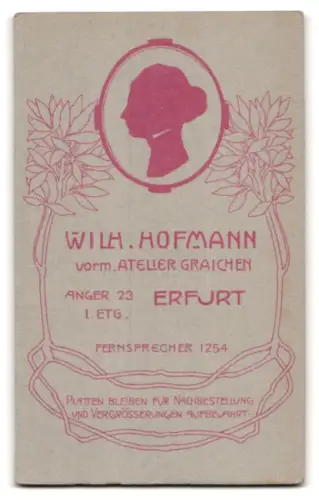 WILH. HOFMANN
vorm. ATELIER GRAICHEN
ANGER 23 ERFURT
I. ETG.
FERNSPRECHER 1254
PLATTEN BLEIBEN FÜR NACHBESTELLUNG
UND VERGRÖSSERUNGEN AUFBEWAHRT.